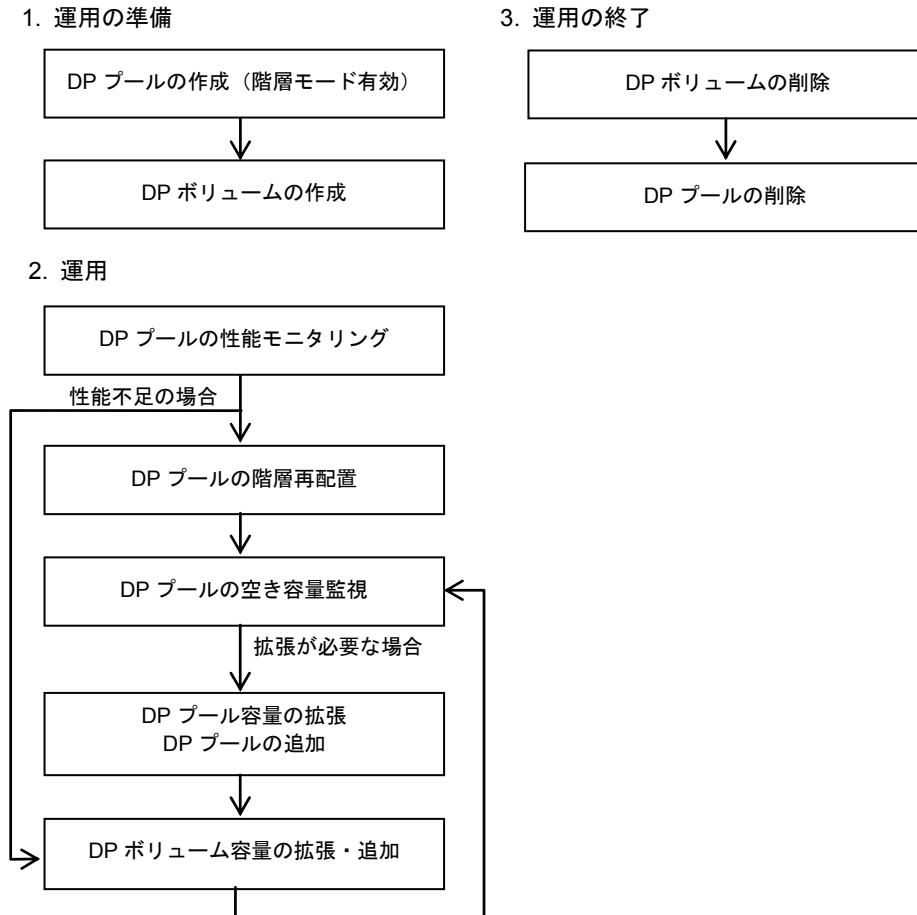 1. 運用の準備
DP プールの作成（階層モード有効）
DP ボリュームの作成
3. 運用の終了
DP ボリュームの削除
DP プールの削除
2. 運用
DP プールの性能モニタリング
性能不足の場合
DP プールの階層再配置
DP プールの空き容量監視
拡張が必要な場合
DP プール容量の拡張
DP プールの追加
DP ボリューム容量の拡張・追加